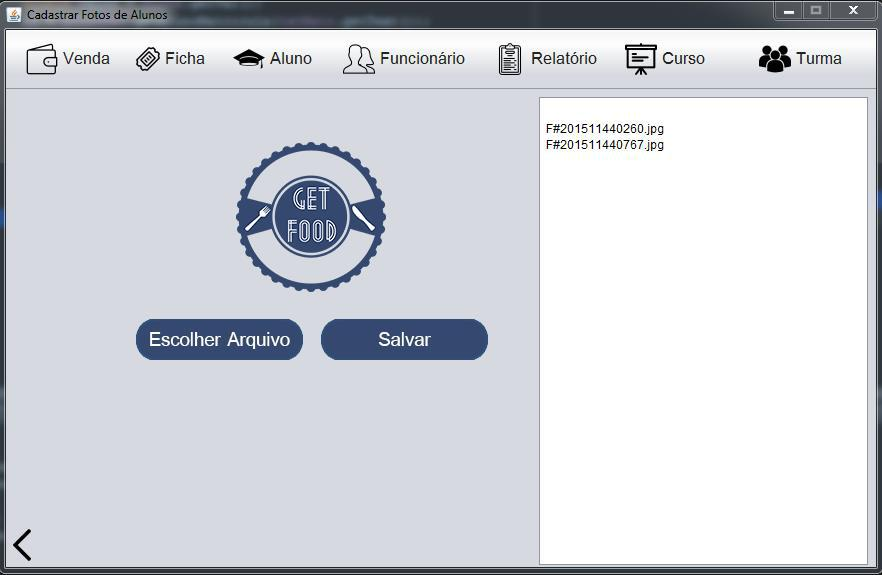 Cadastrar Fotos de Alunos
Venda Ficha Aluno Funcionário Relatório Curso Turma
F#201511440260.jpg
F#201511440767.jpg
GET
FOOD
Escolher Arquivo Salvar